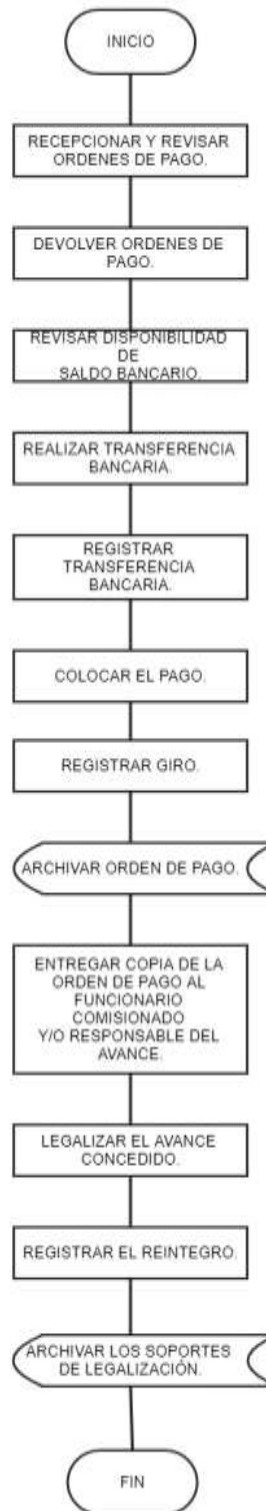 INICIO
RECEPCIONAR Y REVISAR
ORDENES DE PAGO.
DEVOLVER ORDENES DE
PAGO.
REVISAR DISPONIBILIDAD
DE
SALDO BANCARIO.
REALIZAR TRANSFERENCIA
BANCARIA.
REGISTRAR
TRANSFERENCIA
BANCARIA.
COLOCAR EL PAGO.
REGISTRAR GIRO.
ARCHIVAR ORDEN DE PAGO.
ENTREGAR COPIA DE LA
ORDEN DE PAGO AL
FUNCIONARIO
COMISIONADO
Y/O RESPONSABLE DEL
AVANCE.
LEGALIZAR EL AVANCE
CONCEDIDO.
REGISTRAR EL REINTEGRO.
ARCHIVAR LOS SOPORTES
DE LEGALIZACIÓN.
FIN